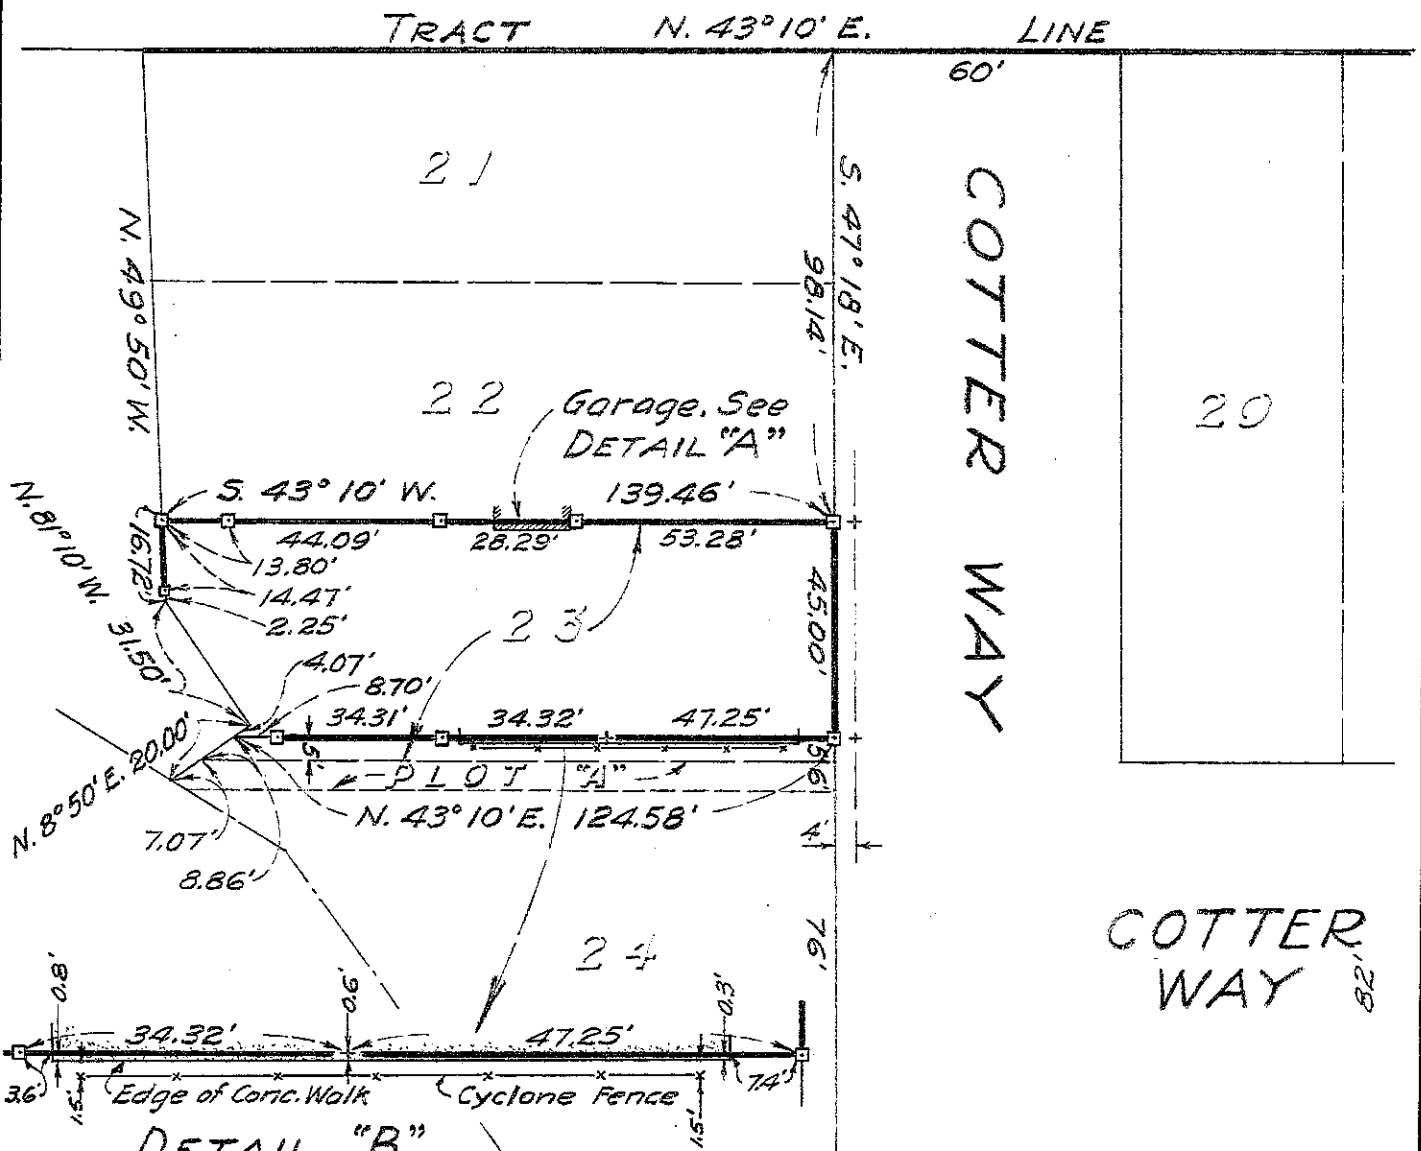 TRACT N. 43° 10' E. LINE
60'
21
N. 49° 50' W.
S. 47° 18' E.
98.14'
COTTER WAY
20
22
Garage. See
DETAIL "A"
S. 43° 10' W. 139.46'
44.09' 28.29' 53.28'
13.80'
14.47'
2.25'
16.72'
N. 81° 10' W. 31.50'
23
45.00'
4.07'
8.70'
34.31' 34.32' 47.25'
5'
PLOT "A"
5'
6'
N. 8° 50' E. 20.00'
N. 43° 10' E. 124.58'
7.07'
8.86'
4'
24
76'
COTTER
WAY
82'
0.8' 0.6' 0.3'
34.32' 47.25'
3.6' 7.4'
1.5' Edge of Conc. Walk Cyclone Fence 1.5'
DETAIL "B"